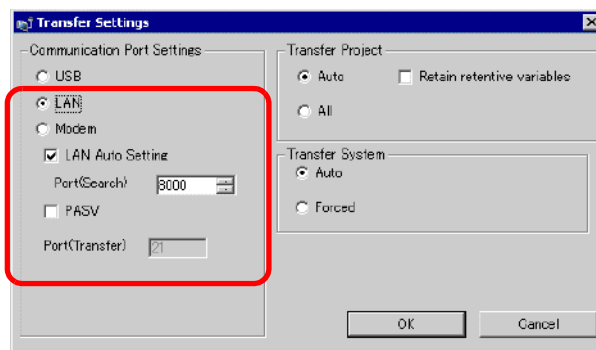 Transfer Settings
Communication Port Settings
USB
LAN
Modem
LAN Auto Setting
Port(Search) 8000
PASV
Port(Transfer) 21
Transfer Project
Auto Retain retentive variables
All
Transfer System
Auto
Forced
OK Cancel